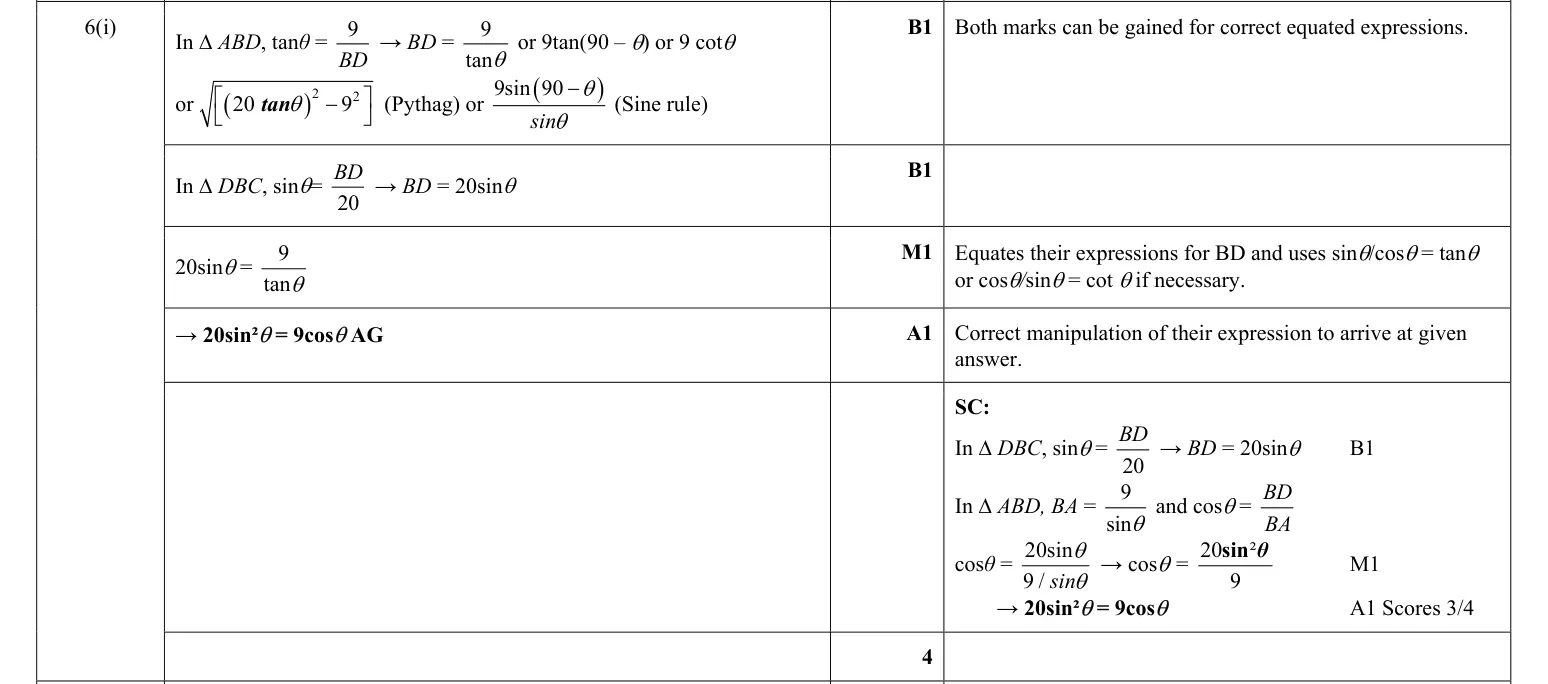 6(i)
In Δ ABD, tanθ = 9/BD → BD = 9/tanθ or 9tan(90 – θ) or 9 cotθ
or √[(20 tanθ)² − 9²] (Pythag) or 9sin(90 − θ)/sinθ (Sine rule)
B1
Both marks can be gained for correct equated expressions.
In Δ DBC, sinθ= BD/20 → BD = 20sinθ
B1
20sinθ = 9/tanθ
M1
Equates their expressions for BD and uses sinθ/cosθ = tanθ
or cosθ/sinθ = cot θ if necessary.
→ 20sin²θ = 9cosθ AG
A1
Correct manipulation of their expression to arrive at given
answer.
SC:
In Δ DBC, sinθ = BD/20 → BD = 20sinθ B1
In Δ ABD, BA = 9/sinθ and cosθ = BD/BA
cosθ = 20sinθ/(9 / sinθ) → cosθ = 20sin²θ/9 M1
→ 20sin²θ = 9cosθ A1 Scores 3/4
4